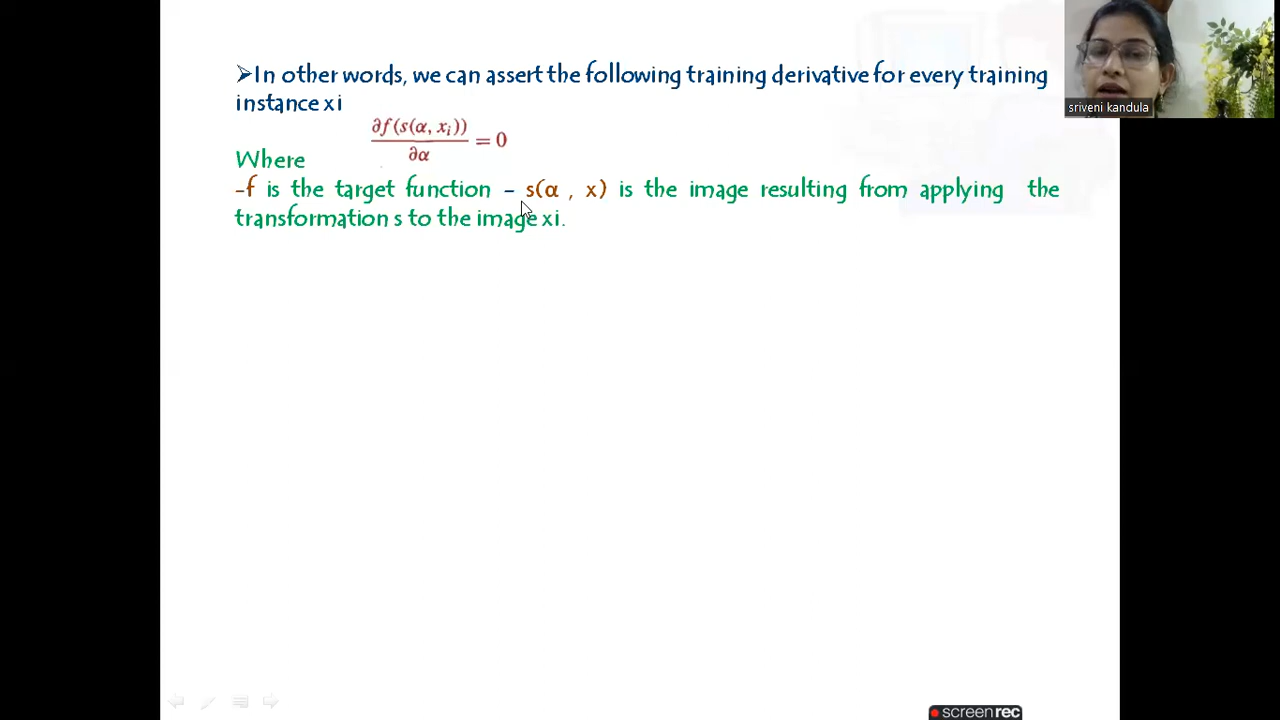 ➢In other words, we can assert the following training derivative for every training
instance xi
∂f(s(α, xᵢ))
———— = 0
∂α
Where
-f is the target function - s(α , x) is the image resulting from applying the
transformation s to the image xi.
sriveni kandula
screenrec